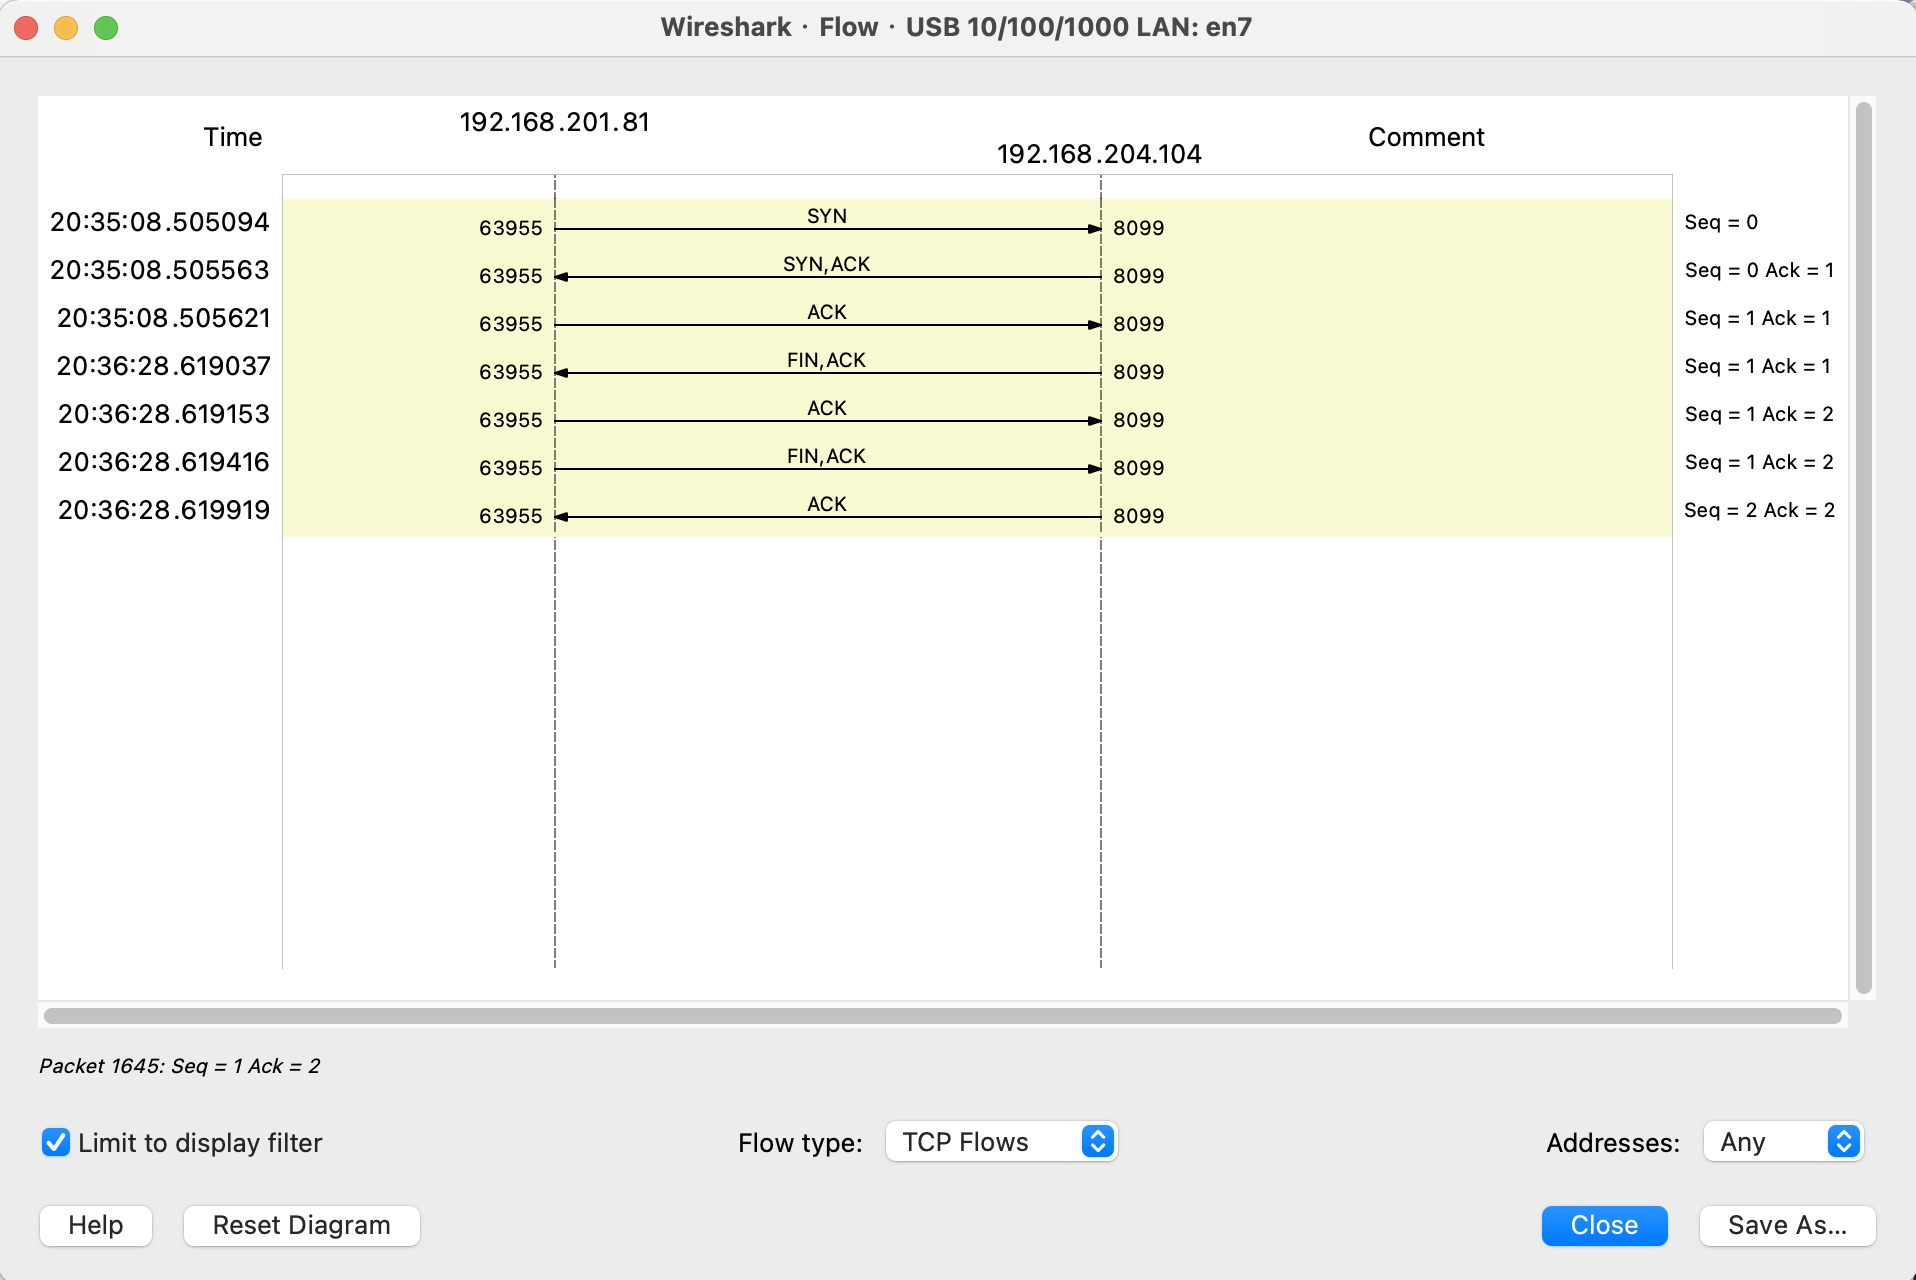 Wireshark · Flow · USB 10/100/1000 LAN: en7
Time 192.168.201.81 192.168.204.104 Comment
20:35:08.505094 63955 SYN 8099 Seq = 0
20:35:08.505563 63955 SYN,ACK 8099 Seq = 0 Ack = 1
20:35:08.505621 63955 ACK 8099 Seq = 1 Ack = 1
20:36:28.619037 63955 FIN,ACK 8099 Seq = 1 Ack = 1
20:36:28.619153 63955 ACK 8099 Seq = 1 Ack = 2
20:36:28.619416 63955 FIN,ACK 8099 Seq = 1 Ack = 2
20:36:28.619919 63955 ACK 8099 Seq = 2 Ack = 2
Packet 1645: Seq = 1 Ack = 2
Limit to display filter Flow type: TCP Flows Addresses: Any
Help Reset Diagram Close Save As...